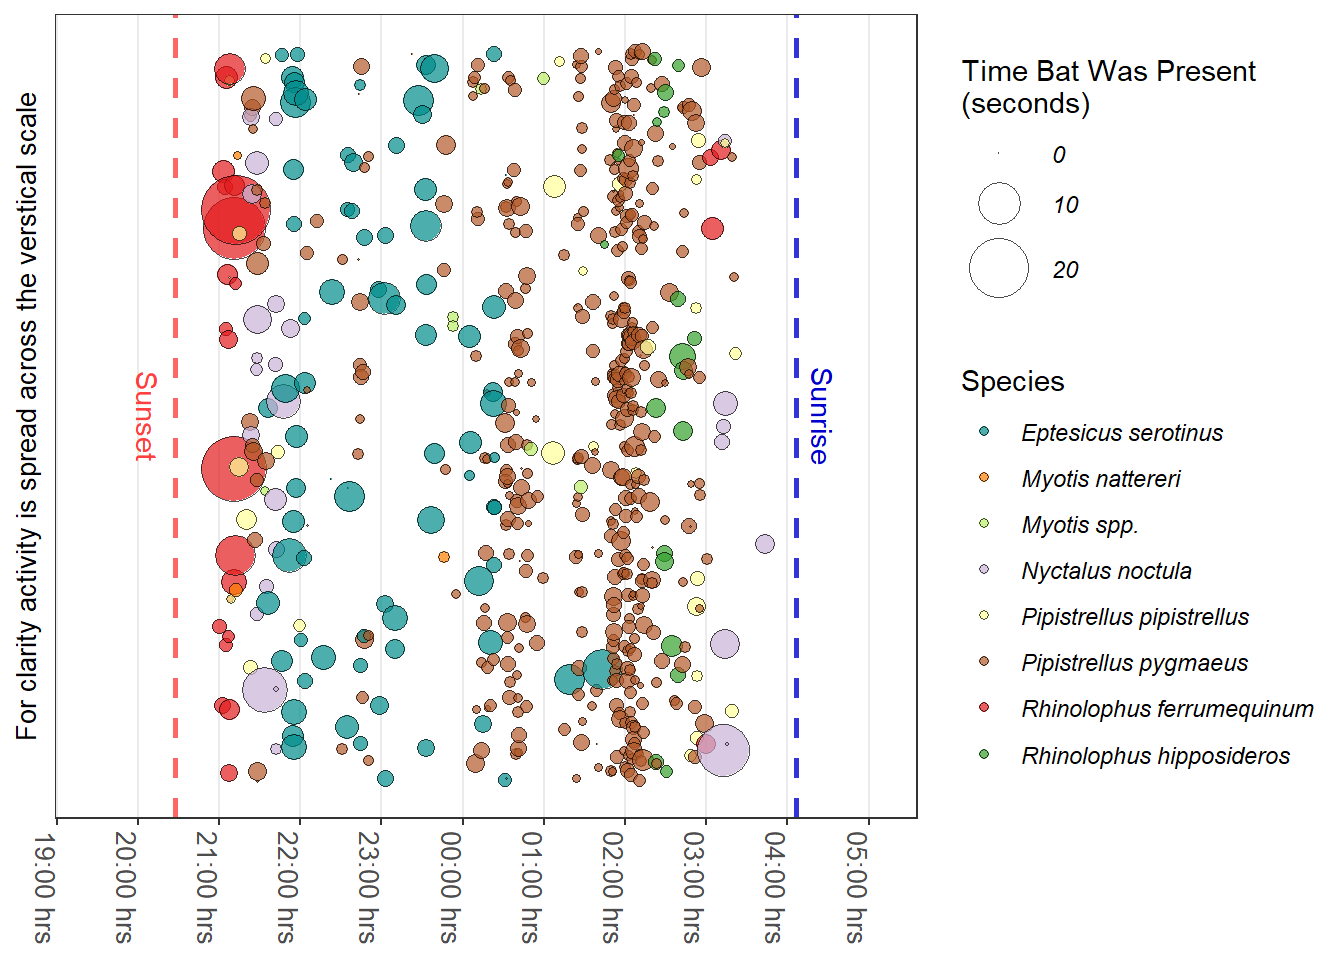 For clarity activity is spread across the verstical scale
Sunset
Sunrise
19:00 hrs
20:00 hrs
21:00 hrs
22:00 hrs
23:00 hrs
00:00 hrs
01:00 hrs
02:00 hrs
03:00 hrs
04:00 hrs
05:00 hrs
Time Bat Was Present
(seconds)
0
10
20
Species
Eptesicus serotinus
Myotis nattereri
Myotis spp.
Nyctalus noctula
Pipistrellus pipistrellus
Pipistrellus pygmaeus
Rhinolophus ferrumequinum
Rhinolophus hipposideros